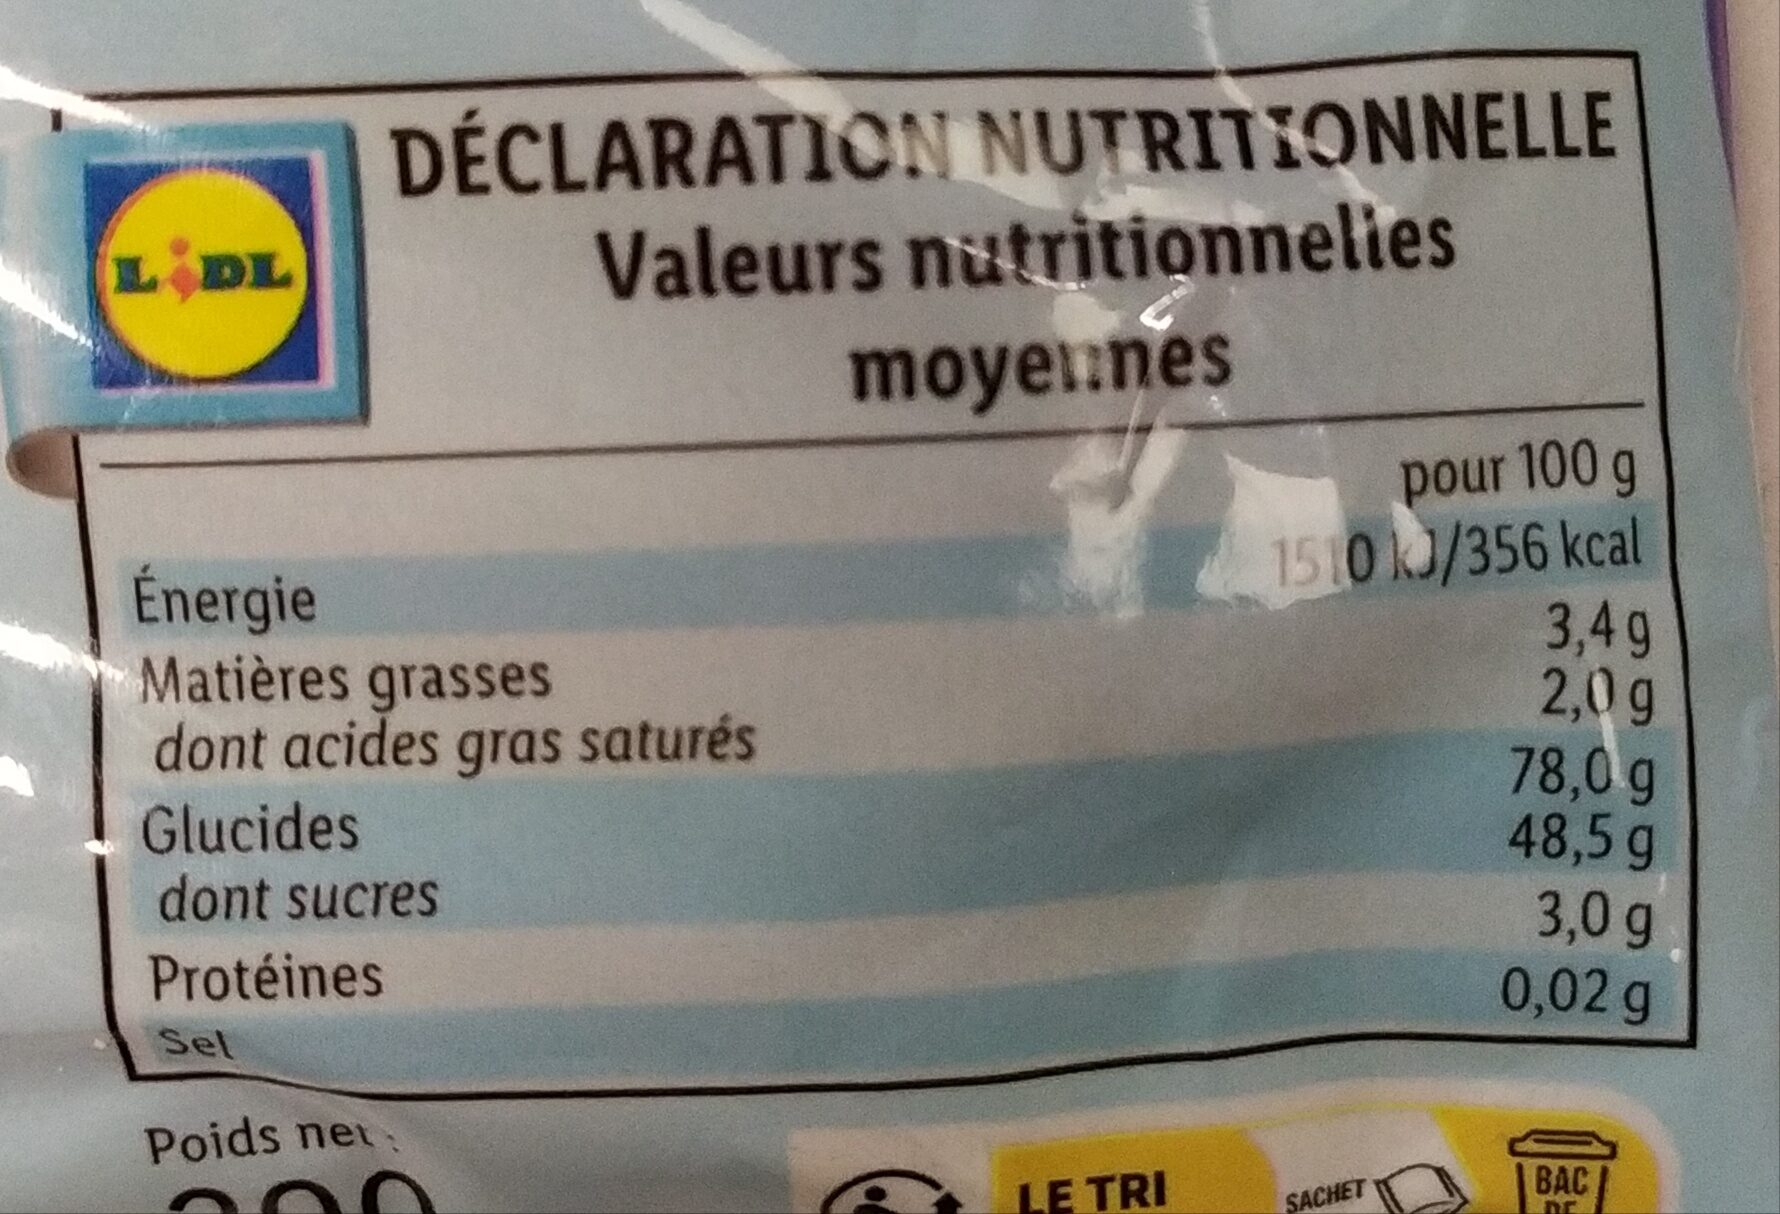 LiDL
DÉCLARATION NUTRITIONNELLE
Valeurs nutritionnelles
moyennes
pour 100 g
Énergie 1510 kJ/356 kcal
Matières grasses 3,4 g
dont acides gras saturés 2,0 g
Glucides 78,0 g
dont sucres 48,5 g
Protéines 3,0 g
Sel 0,02 g
Poids net :
LE TRI
SACHET
BAC
DE